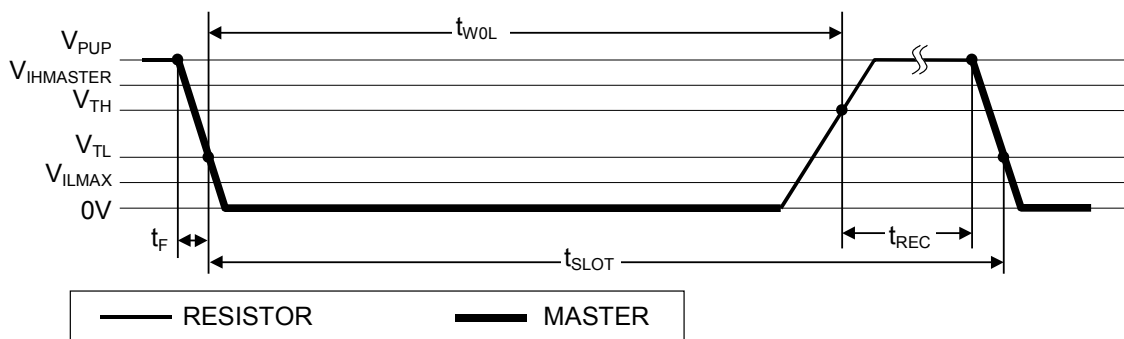 tW0L
VPUP
VIHMASTER
VTH
VTL
VILMAX
0V
tF
tREC
tSLOT
RESISTOR MASTER